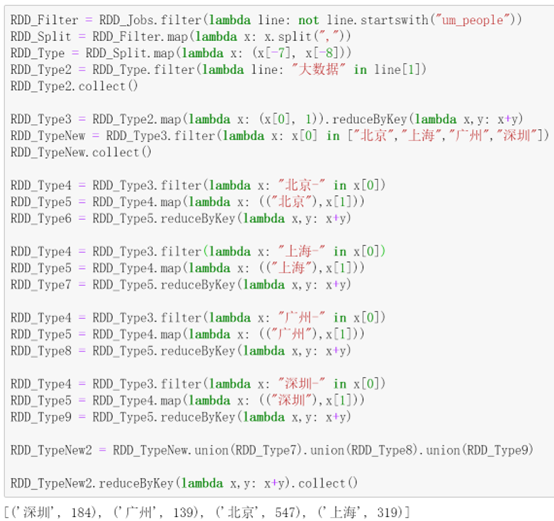 RDD_Filter = RDD_Jobs.filter(lambda line: not line.startswith("um_people"))
RDD_Split = RDD_Filter.map(lambda x: x.split(","))
RDD_Type = RDD_Split.map(lambda x: (x[-7], x[-8]))
RDD_Type2 = RDD_Type.filter(lambda line: "大数据" in line[1])
RDD_Type2.collect()
RDD_Type3 = RDD_Type2.map(lambda x: (x[0], 1)).reduceByKey(lambda x,y: x+y)
RDD_TypeNew = RDD_Type3.filter(lambda x: x[0] in ["北京","上海","广州","深圳"])
RDD_TypeNew.collect()
RDD_Type4 = RDD_Type3.filter(lambda x: "北京-" in x[0])
RDD_Type5 = RDD_Type4.map(lambda x: (("北京"),x[1]))
RDD_Type6 = RDD_Type5.reduceByKey(lambda x,y: x+y)
RDD_Type4 = RDD_Type3.filter(lambda x: "上海-" in x[0])
RDD_Type5 = RDD_Type4.map(lambda x: (("上海"),x[1]))
RDD_Type7 = RDD_Type5.reduceByKey(lambda x,y: x+y)
RDD_Type4 = RDD_Type3.filter(lambda x: "广州-" in x[0])
RDD_Type5 = RDD_Type4.map(lambda x: (("广州"),x[1]))
RDD_Type8 = RDD_Type5.reduceByKey(lambda x,y: x+y)
RDD_Type4 = RDD_Type3.filter(lambda x: "深圳-" in x[0])
RDD_Type5 = RDD_Type4.map(lambda x: (("深圳"),x[1]))
RDD_Type9 = RDD_Type5.reduceByKey(lambda x,y: x+y)
RDD_TypeNew2 = RDD_TypeNew.union(RDD_Type7).union(RDD_Type8).union(RDD_Type9)
RDD_TypeNew2.reduceByKey(lambda x,y: x+y).collect()
[('深圳', 184), ('广州', 139), ('北京', 547), ('上海', 319)]